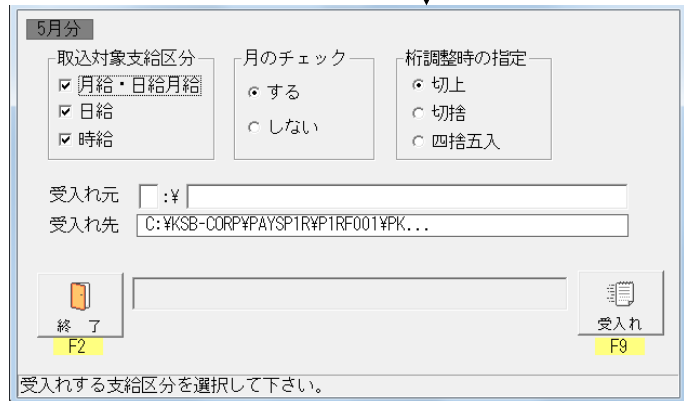 5月分
取込対象支給区分
月のチェック
桁調整時の指定
月給・日給月給
日給
時給
する
しない
切上
切捨
四捨五入
受入れ元 :¥
受入れ先 C:¥KSB-CORP¥PAYSP1R¥P1RF001¥PK...
終 了
F2
受入れ
F9
受入れする支給区分を選択して下さい。